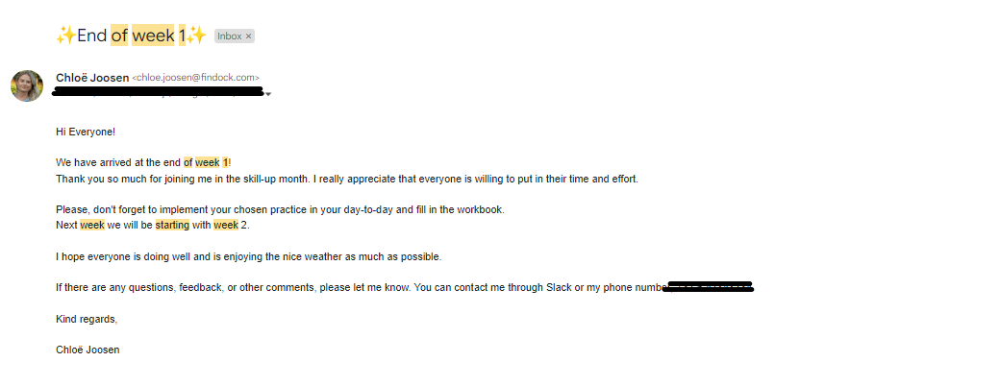 ✨End of week 1✨ Inbox ×
Chloë Joosen <chloe.joosen@findock.com>
Hi Everyone!
We have arrived at the end of week 1!
Thank you so much for joining me in the skill-up month. I really appreciate that everyone is willing to put in their time and effort.
Please, don't forget to implement your chosen practice in your day-to-day and fill in the workbook.
Next week we will be starting with week 2.
I hope everyone is doing well and is enjoying the nice weather as much as possible.
If there are any questions, feedback, or other comments, please let me know. You can contact me through Slack or my phone number
Kind regards,
Chloë Joosen